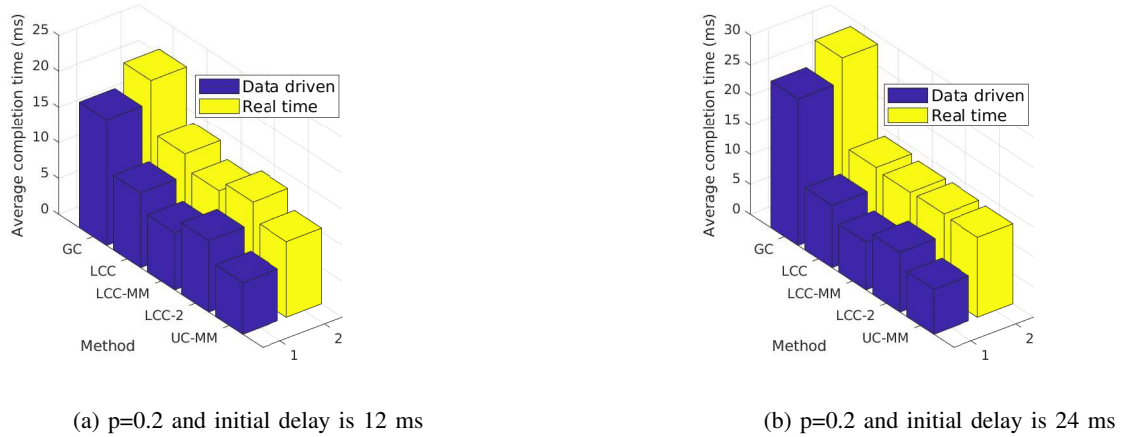 Average completion time (ms)
25
20
15
10
5
0
Data driven
Real time
GC
LCC
LCC-MM
LCC-2
UC-MM
Method
1
2
(a) p=0.2 and initial delay is 12 ms
Average completion time (ms)
30
25
20
15
10
5
0
Data driven
Real time
GC
LCC
LCC-MM
LCC-2
UC-MM
Method
1
2
(b) p=0.2 and initial delay is 24 ms